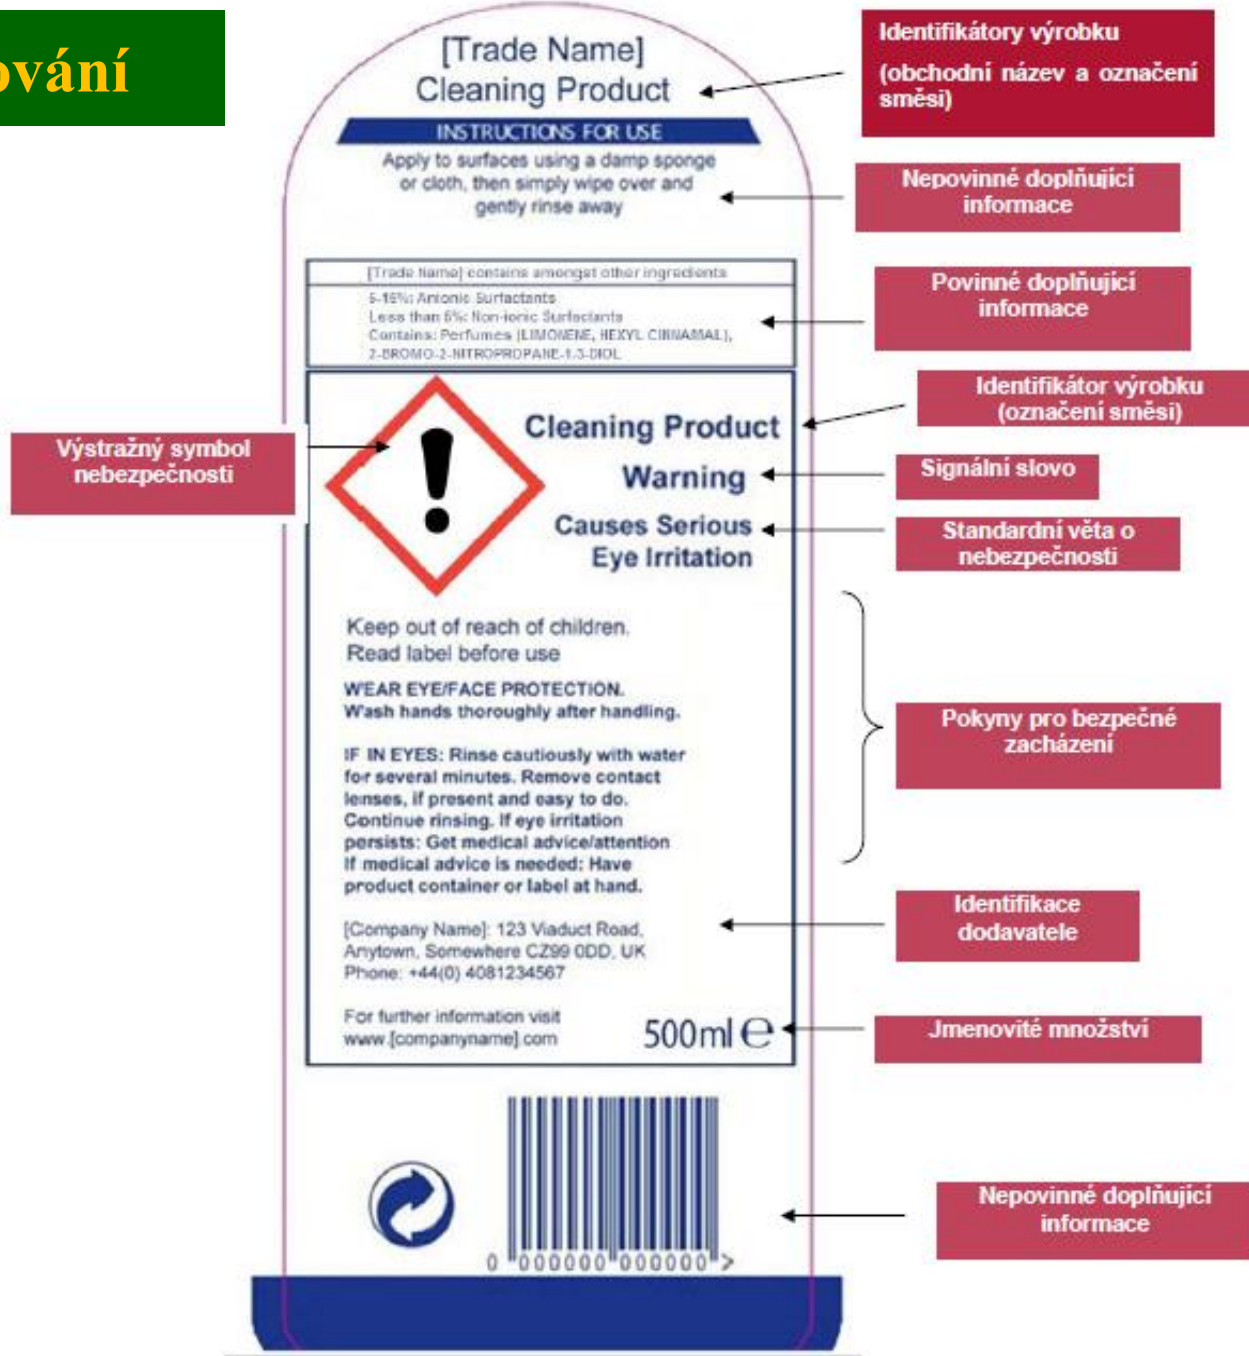 ování
[Trade Name]
Cleaning Product
INSTRUCTIONS FOR USE
Apply to surfaces using a damp sponge
or cloth, then simply wipe over and
gently rinse away
[Trade Name] contains amongst other ingredients
5-15%: Anionic Surfactants
Less than 5%: Non-ionic Surfactants
Contains: Perfumes (LIMONENE, HEXYL CINNAMAL),
2-BROMO-2-NITROPROPANE-1,3-DIOL
Cleaning Product
Warning
Causes Serious
Eye Irritation
Keep out of reach of children.
Read label before use
WEAR EYE/FACE PROTECTION.
Wash hands thoroughly after handling.
IF IN EYES: Rinse cautiously with water
for several minutes. Remove contact
lenses, if present and easy to do.
Continue rinsing. If eye irritation
persists: Get medical advice/attention
If medical advice is needed: Have
product container or label at hand.
[Company Name]: 123 Viaduct Road,
Anytown, Somewhere CZ99 0DD, UK
Phone: +44(0) 4081234567
For further information visit
www.[companyname].com
500ml ℮
0 000000 000000 >
Výstražný symbol
nebezpečnosti
Identifikátory výrobku
(obchodní název a označení
směsi)
Nepovinné doplňující
informace
Povinné doplňující
informace
Identifikátor výrobku
(označení směsi)
Signální slovo
Standardní věta o
nebezpečnosti
Pokyny pro bezpečné
zacházení
Identifikace
dodavatele
Jmenovité množství
Nepovinné doplňující
informace